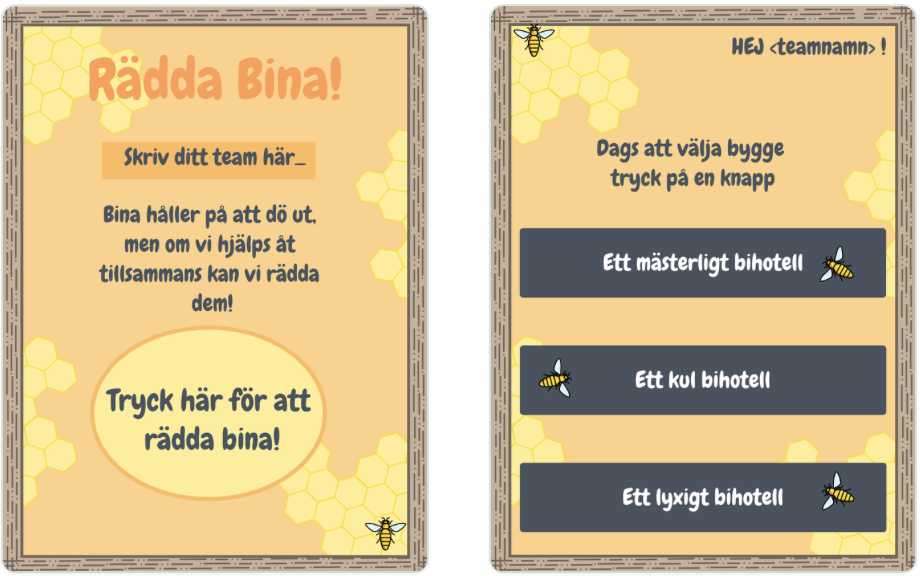 Rädda Bina!
Skriv ditt team här_
Bina håller på att dö ut,
men om vi hjälps åt
tillsammans kan vi rädda
dem!
Tryck här för att
rädda bina!
HEJ <teamnamn> !
Dags att välja bygge
tryck på en knapp
Ett mästerligt bihotell
Ett kul bihotell
Ett lyxigt bihotell